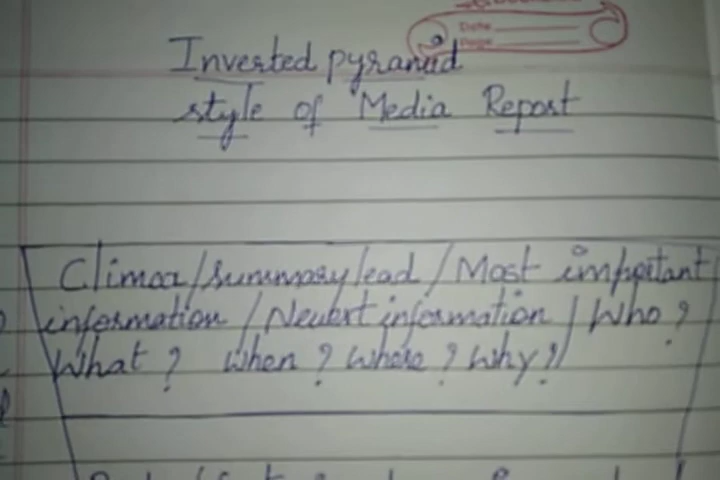 Date
Page
Inverted pyramid
style of Media Report
Climax/summary lead / Most important
information / Newest information / Who ?
What ? When ? Where ? Why ?